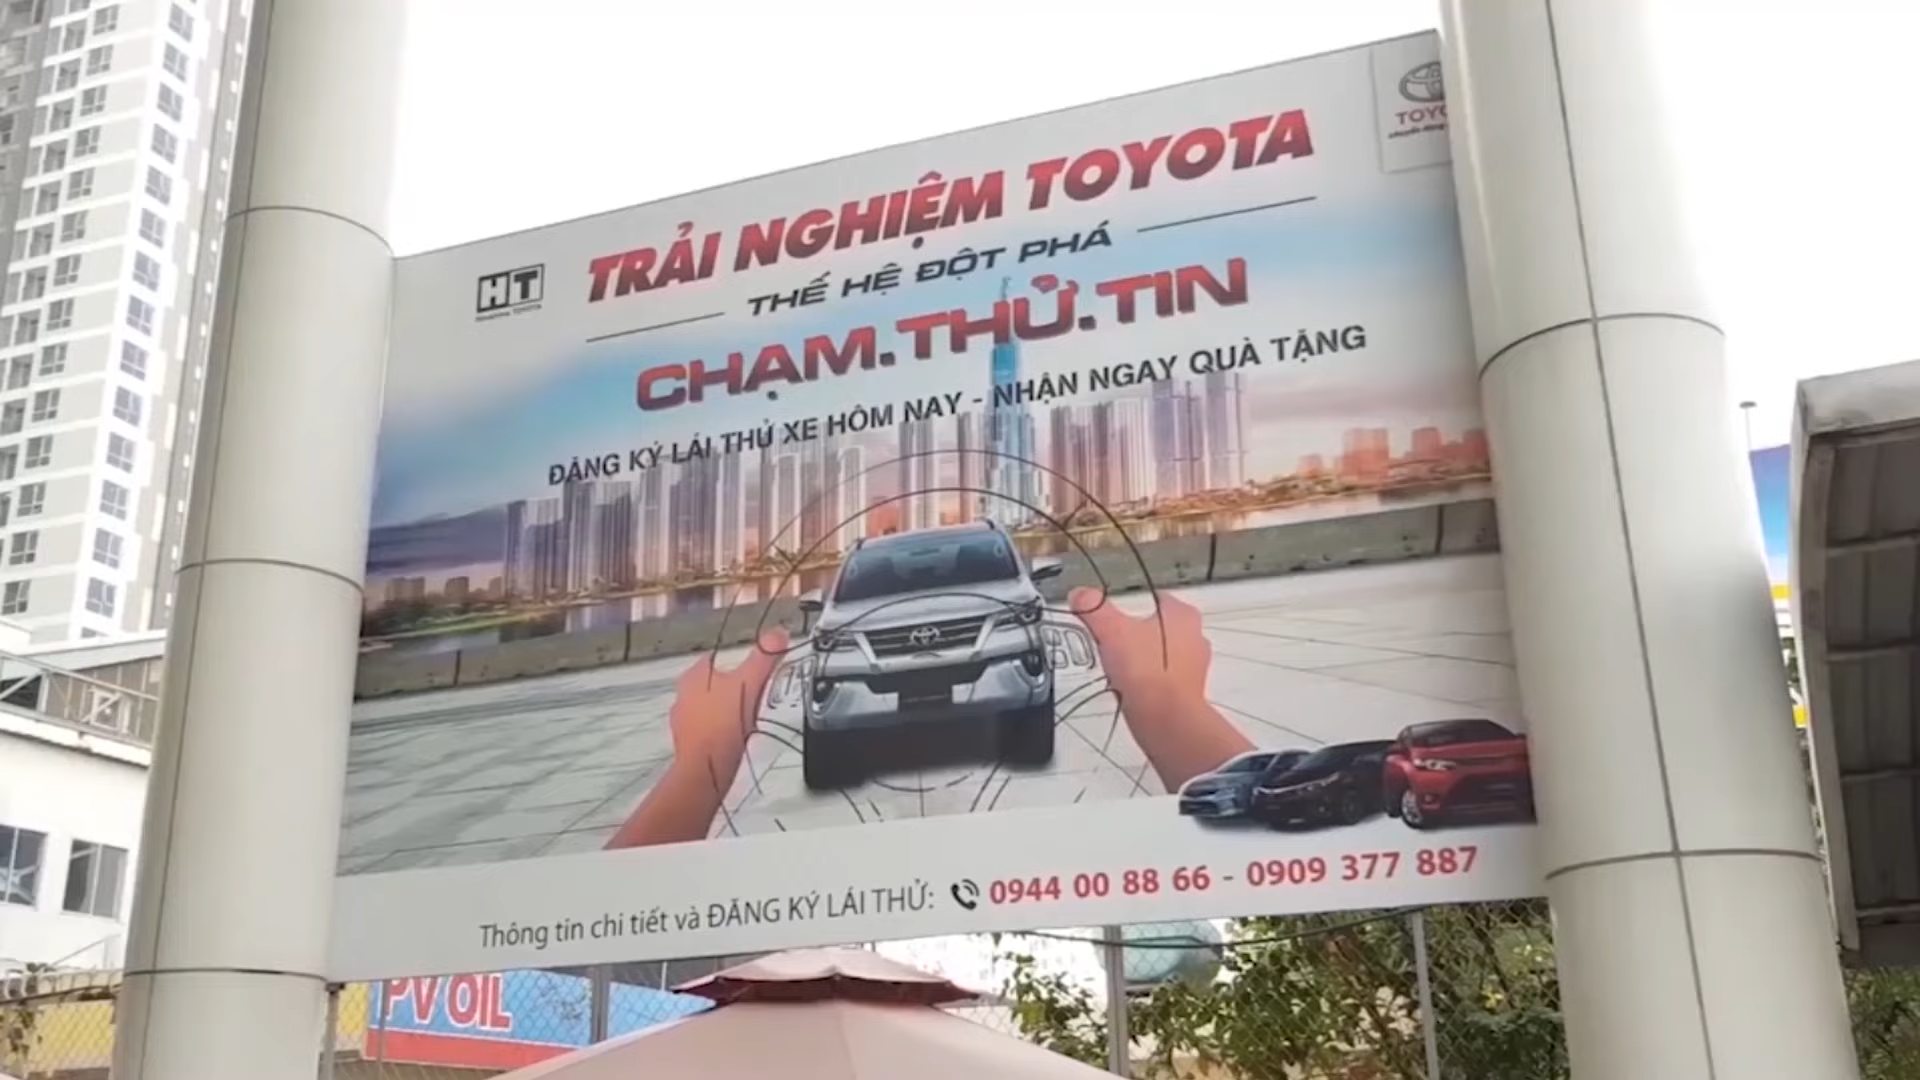 TRẢI NGHIỆM TOYOTA
THẾ HỆ ĐỘT PHÁ
CHẠM.THỬ.TIN
ĐĂNG KÝ LÁI THỬ XE HÔM NAY - NHẬN NGAY QUÀ TẶNG
HT
Thông tin chi tiết và ĐĂNG KÝ LÁI THỬ: 0944 00 88 66 - 0909 377 887
PV OIL